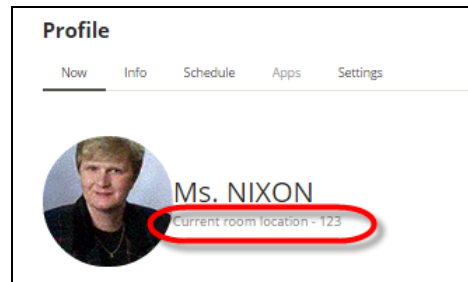 Profile
Now Info Schedule Apps Settings
Ms. NIXON
Current room location - 123